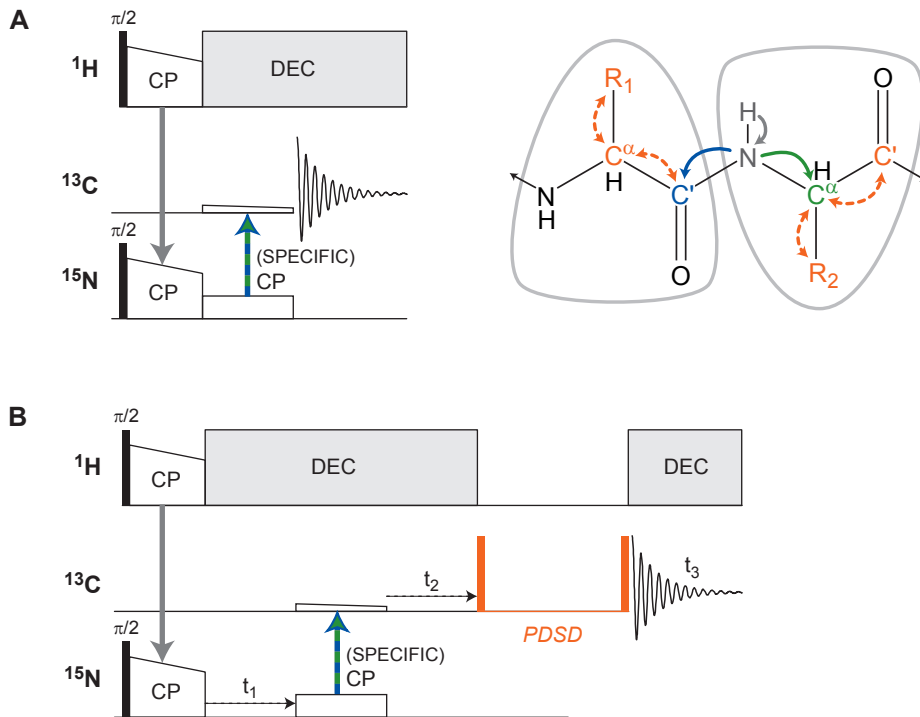 A
π/2
¹H
CP
DEC
¹³C
π/2
(SPECIFIC)
CP
¹⁵N
CP
R₁
O
H
Cα
H
N
H
C'
N
H
C'
Cα
O
R₂
B
π/2
¹H
CP
DEC
DEC
¹³C
t₂
t₃
PDSD
π/2
(SPECIFIC)
CP
¹⁵N
CP
t₁